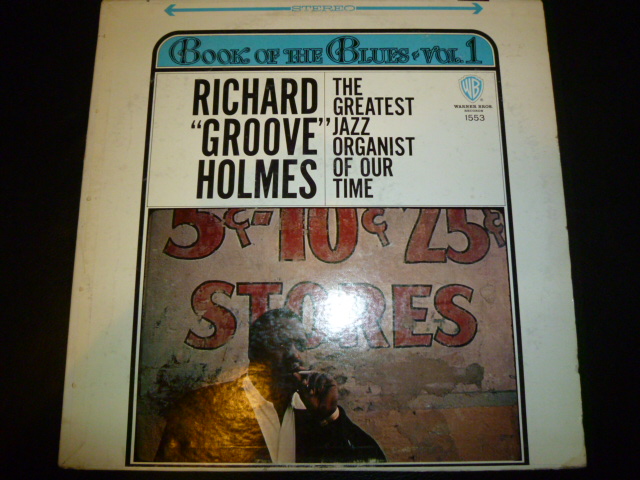 STEREO
BOOK OF THE BLUES - VOL. 1
RICHARD
"GROOVE"
HOLMES
THE
GREATEST
JAZZ
ORGANIST
OF OUR
TIME
WB
WARNER BROS.
RECORDS
1553
5¢-10¢ 25¢
STORES